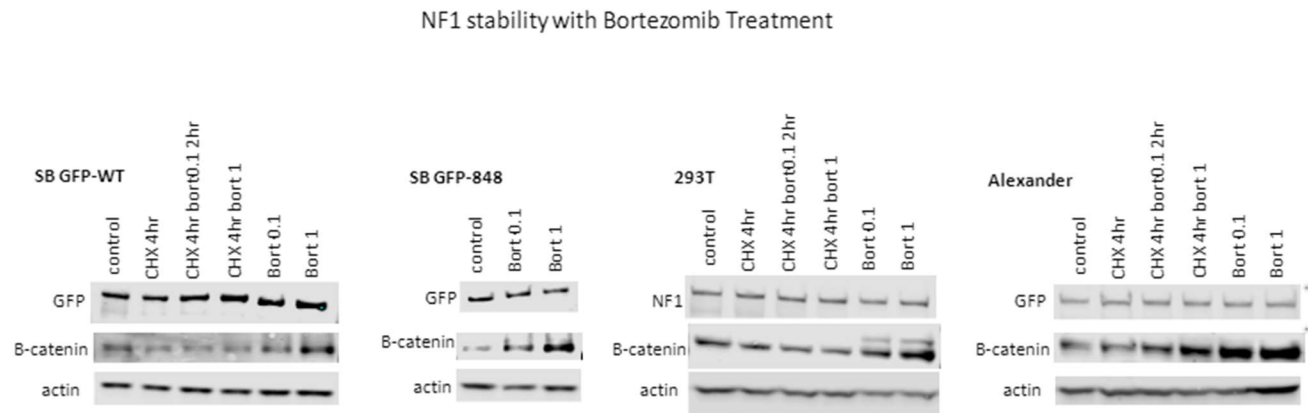 NF1 stability with Bortezomib Treatment
SB GFP-WT
control
CHX 4hr
CHX 4hr bort0.1 2hr
CHX 4hr bort 1
Bort 0.1
Bort 1
GFP
B-catenin
actin
SB GFP-848
control
Bort 0.1
Bort 1
GFP
B-catenin
actin
293T
control
CHX 4hr
CHX 4hr bort0.1 2hr
CHX 4hr bort 1
Bort 0.1
Bort 1
NF1
B-catenin
actin
Alexander
control
CHX 4hr
CHX 4hr bort0.1 2hr
CHX 4hr bort 1
Bort 0.1
Bort 1
GFP
B-catenin
actin